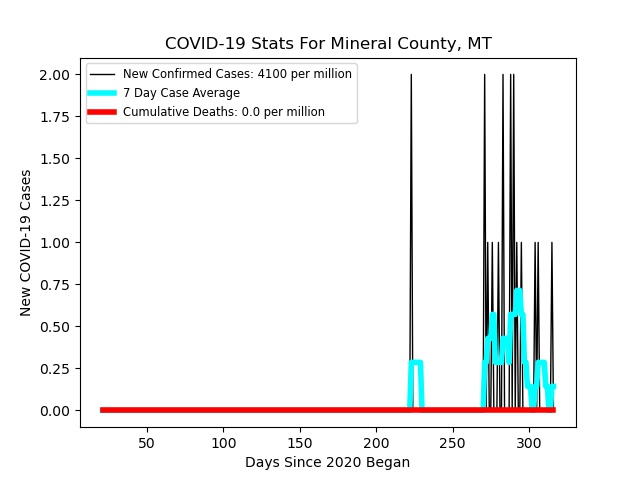 COVID-19 Stats For Mineral County, MT
New Confirmed Cases: 4100 per million
7 Day Case Average
Cumulative Deaths: 0.0 per million
New COVID-19 Cases
2.00
1.75
1.50
1.25
1.00
0.75
0.50
0.25
0.00
50 100 150 200 250 300
Days Since 2020 Began